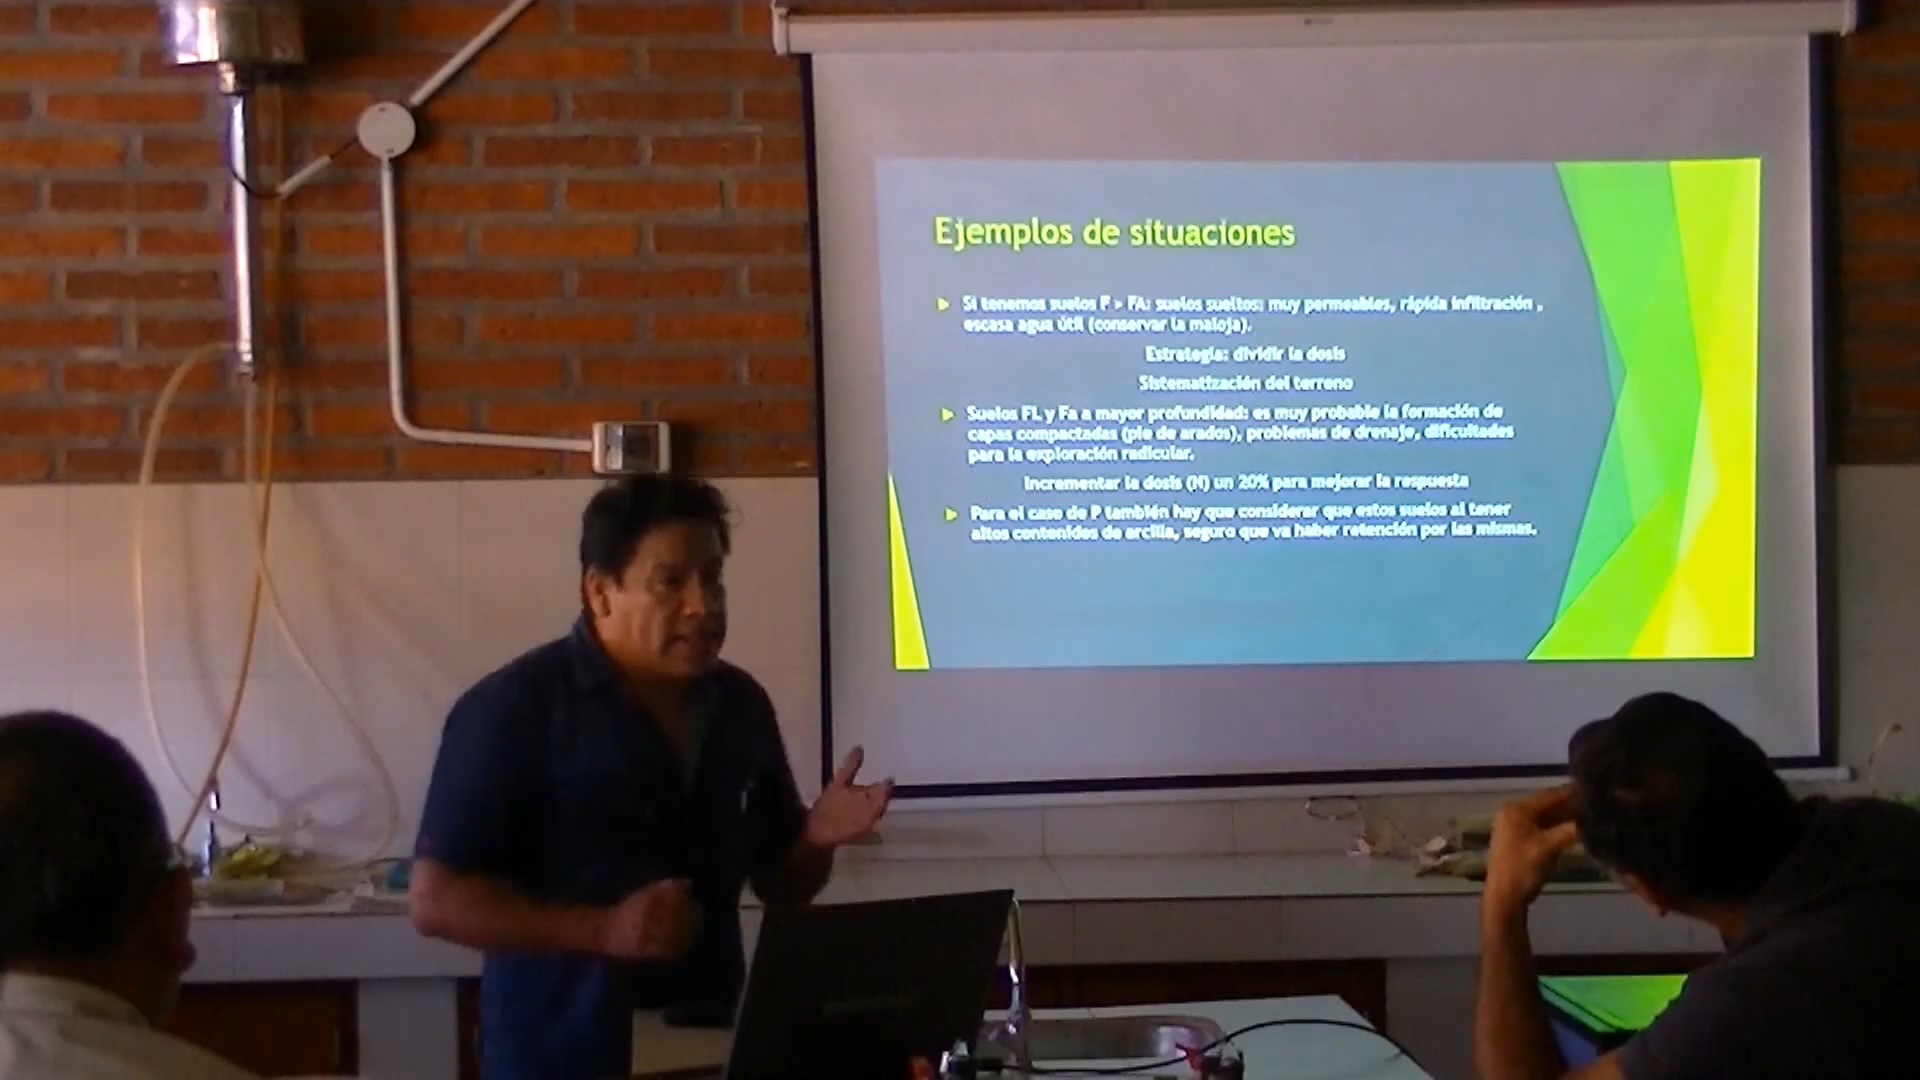 Ejemplos de situaciones
Si tenemos suelos F > FA: suelos sueltos: muy permeables, rápida infiltración ,
escasa agua útil (conservar la maloja).
Estrategia: dividir la dosis
Sistematización del terreno
Suelos FL y Fa a mayor profundidad: es muy probable la formación de
capas compactadas (pie de arados), problemas de drenaje, dificultades
para la exploración radicular.
Incrementar la dosis (N) un 20% para mejorar la respuesta
Para el caso de P también hay que considerar que estos suelos al tener
altos contenidos de arcilla, seguro que va haber retención por las mismas.